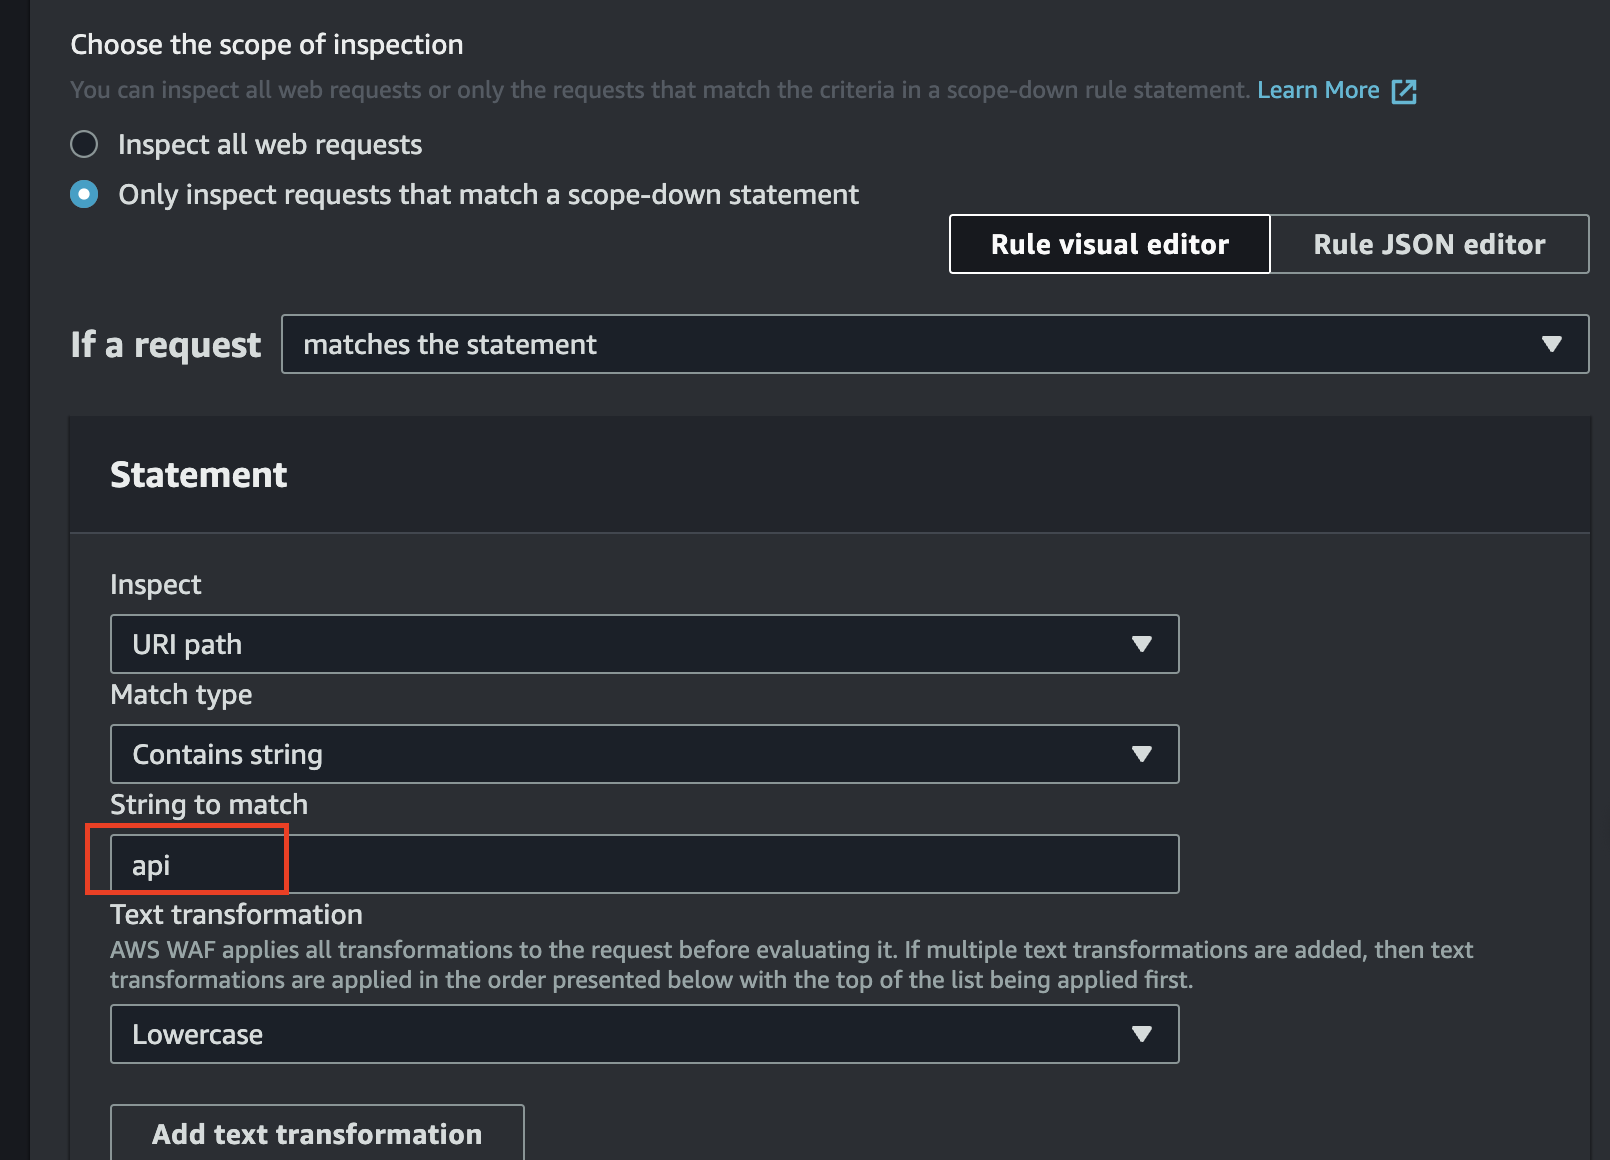 Choose the scope of inspection
You can inspect all web requests or only the requests that match the criteria in a scope-down rule statement. Learn More
Inspect all web requests
Only inspect requests that match a scope-down statement
Rule visual editor
Rule JSON editor
If a request
matches the statement
Statement
Inspect
URI path
Match type
Contains string
String to match
api
Text transformation
AWS WAF applies all transformations to the request before evaluating it. If multiple text transformations are added, then text
transformations are applied in the order presented below with the top of the list being applied first.
Lowercase
Add text transformation